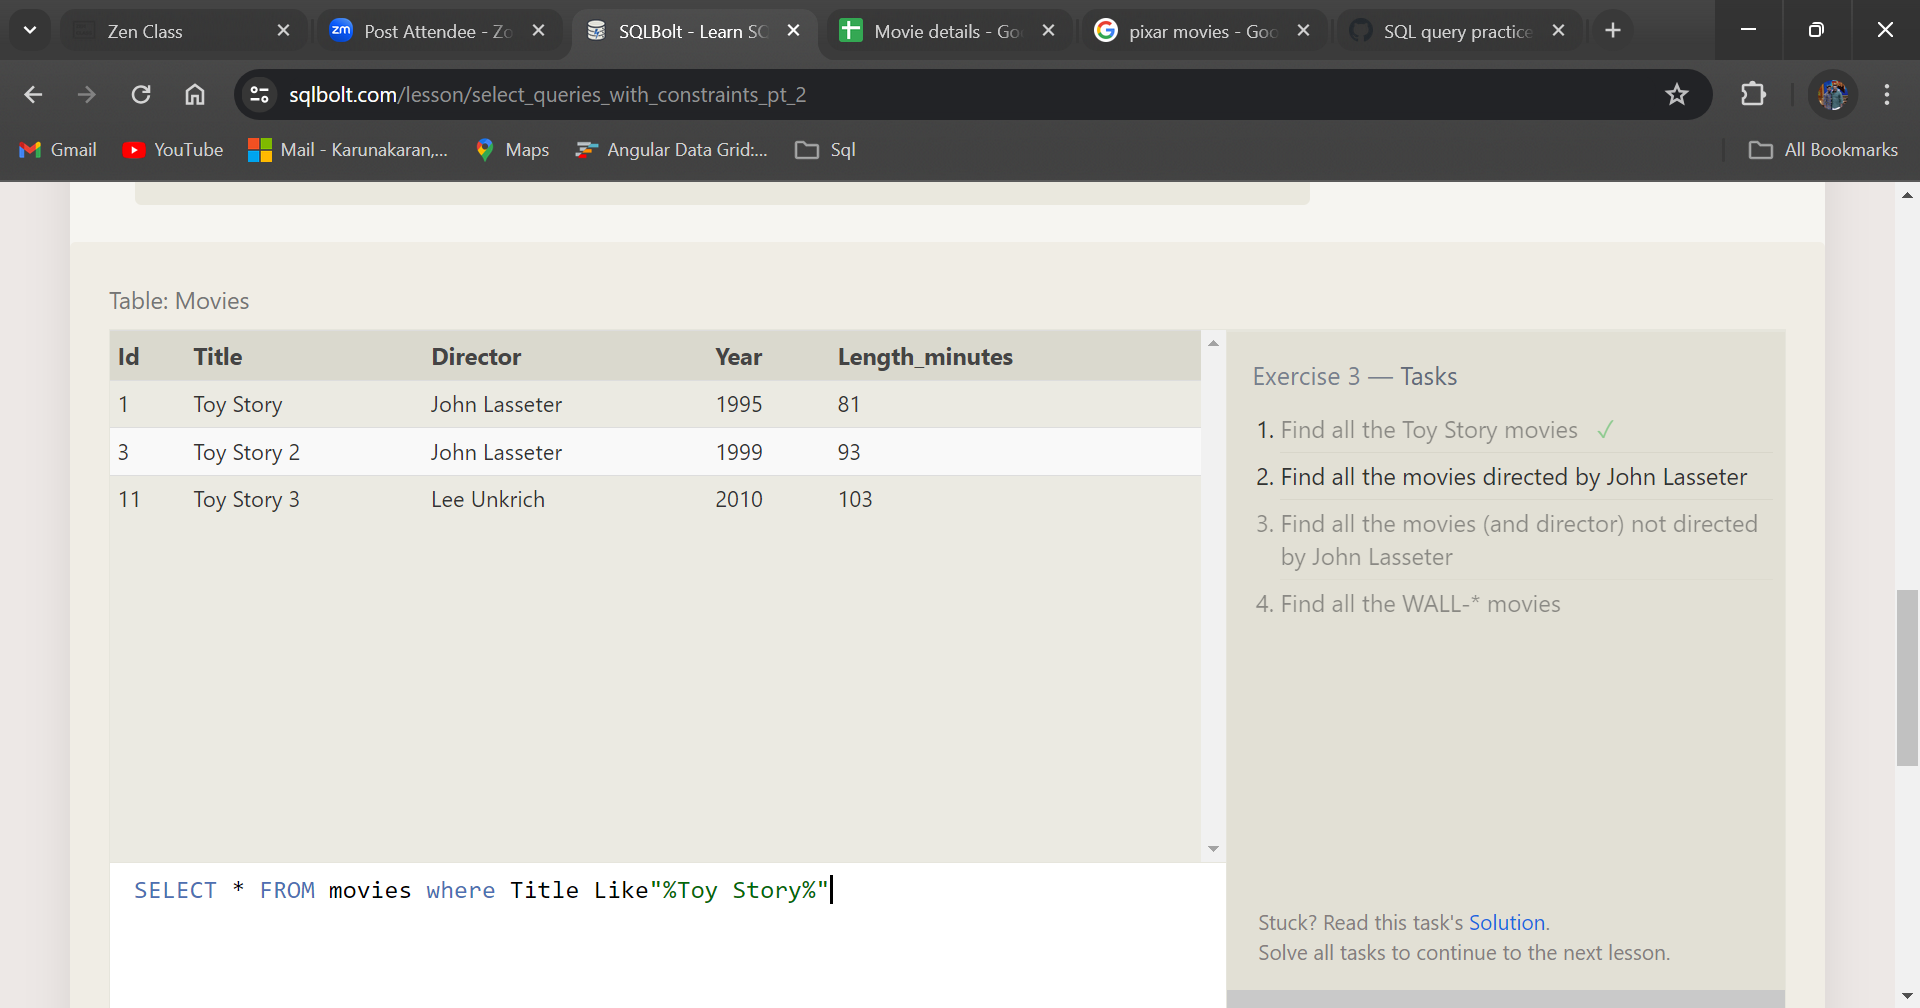 Zen Class
Post Attendee - Zo
SQLBolt - Learn SQ
Movie details - Goo
pixar movies - Goo
SQL query practice
sqlbolt.com/lesson/select_queries_with_constraints_pt_2
Gmail
YouTube
Mail - Karunakaran,...
Maps
Angular Data Grid:...
Sql
All Bookmarks
Table: Movies
Id Title Director Year Length_minutes
1 Toy Story John Lasseter 1995 81
3 Toy Story 2 John Lasseter 1999 93
11 Toy Story 3 Lee Unkrich 2010 103
Exercise 3 — Tasks
1. Find all the Toy Story movies ✓
2. Find all the movies directed by John Lasseter
3. Find all the movies (and director) not directed
by John Lasseter
4. Find all the WALL-* movies
SELECT * FROM movies where Title Like"%Toy Story%"
Stuck? Read this task's Solution.
Solve all tasks to continue to the next lesson.